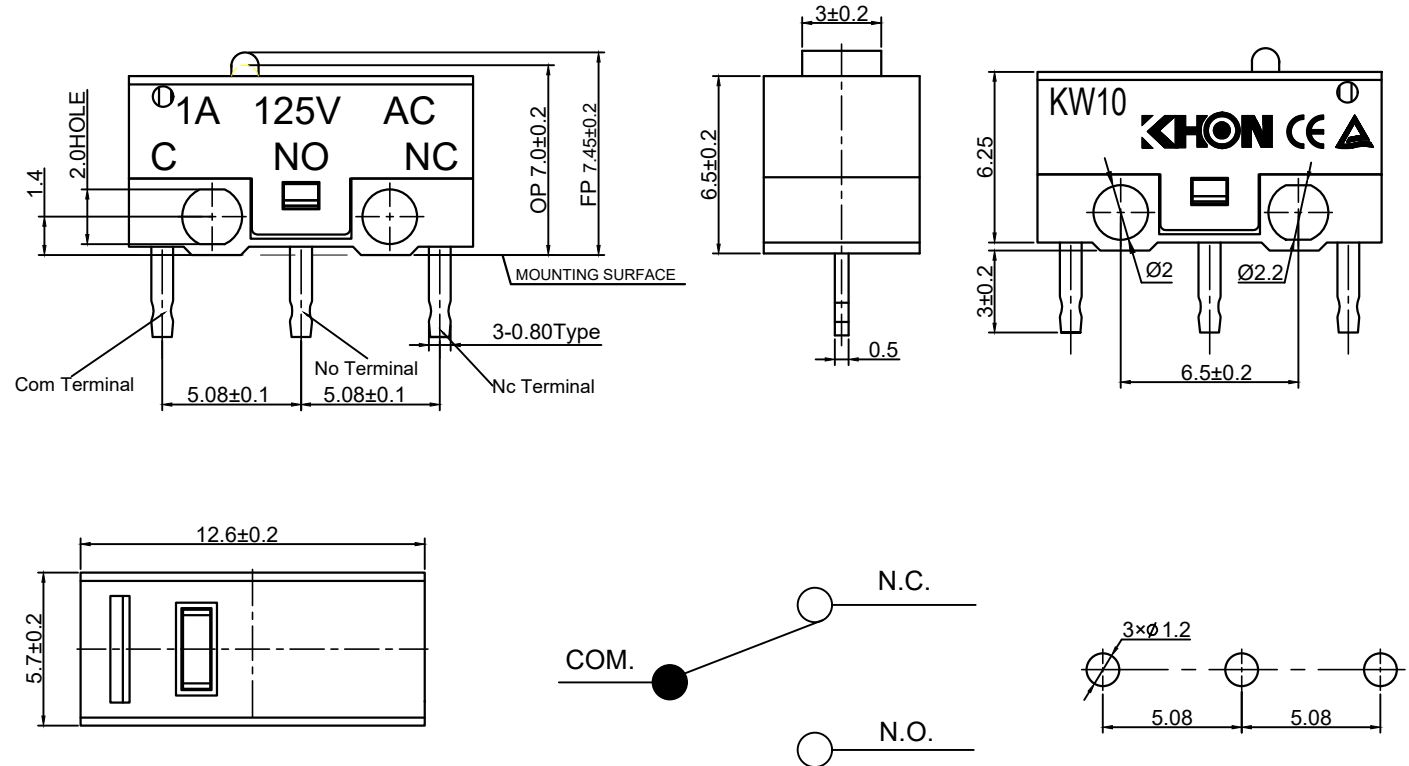 1A 125V AC
C NO NC
2.0HOLE
1.4
OP 7.0±0.2
FP 7.45±0.2
MOUNTING SURFACE
3-0.80Type
Com Terminal
No Terminal
Nc Terminal
5.08±0.1
5.08±0.1
3±0.2
6.5±0.2
0.5
KW10
KHON CE
6.25
3±0.2
Ø2
Ø2.2
6.5±0.2
12.6±0.2
5.7±0.2
COM.
N.C.
N.O.
3×ø1.2
5.08
5.08